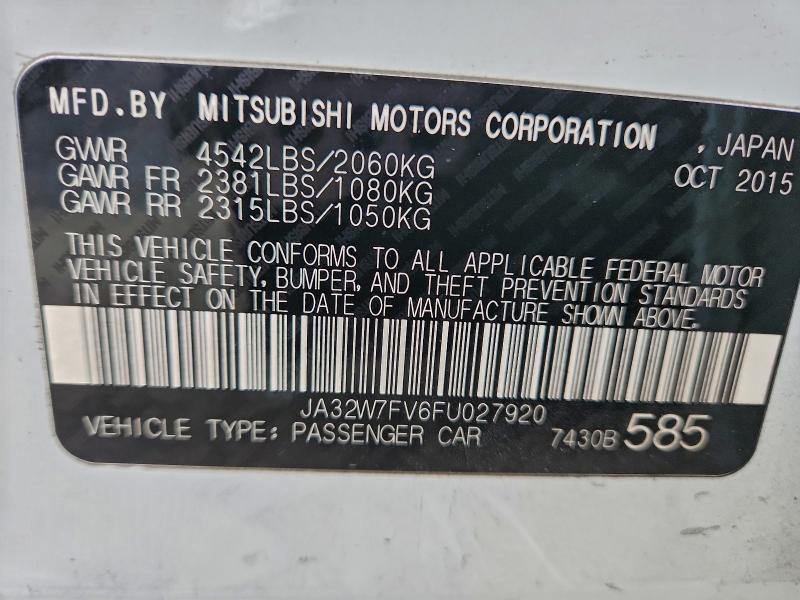 MFD.BY MITSUBISHI MOTORS CORPORATION , JAPAN
GVWR 4542LBS/2060KG OCT 2015
GAWR FR 2381LBS/1080KG
GAWR RR 2315LBS/1050KG
THIS VEHICLE CONFORMS TO ALL APPLICABLE FEDERAL MOTOR
VEHICLE SAFETY, BUMPER, AND THEFT PREVENTION STANDARDS
IN EFFECT ON THE DATE OF MANUFACTURE SHOWN ABOVE.
JA32W7FV6FU027920
VEHICLE TYPE: PASSENGER CAR 7430B 585